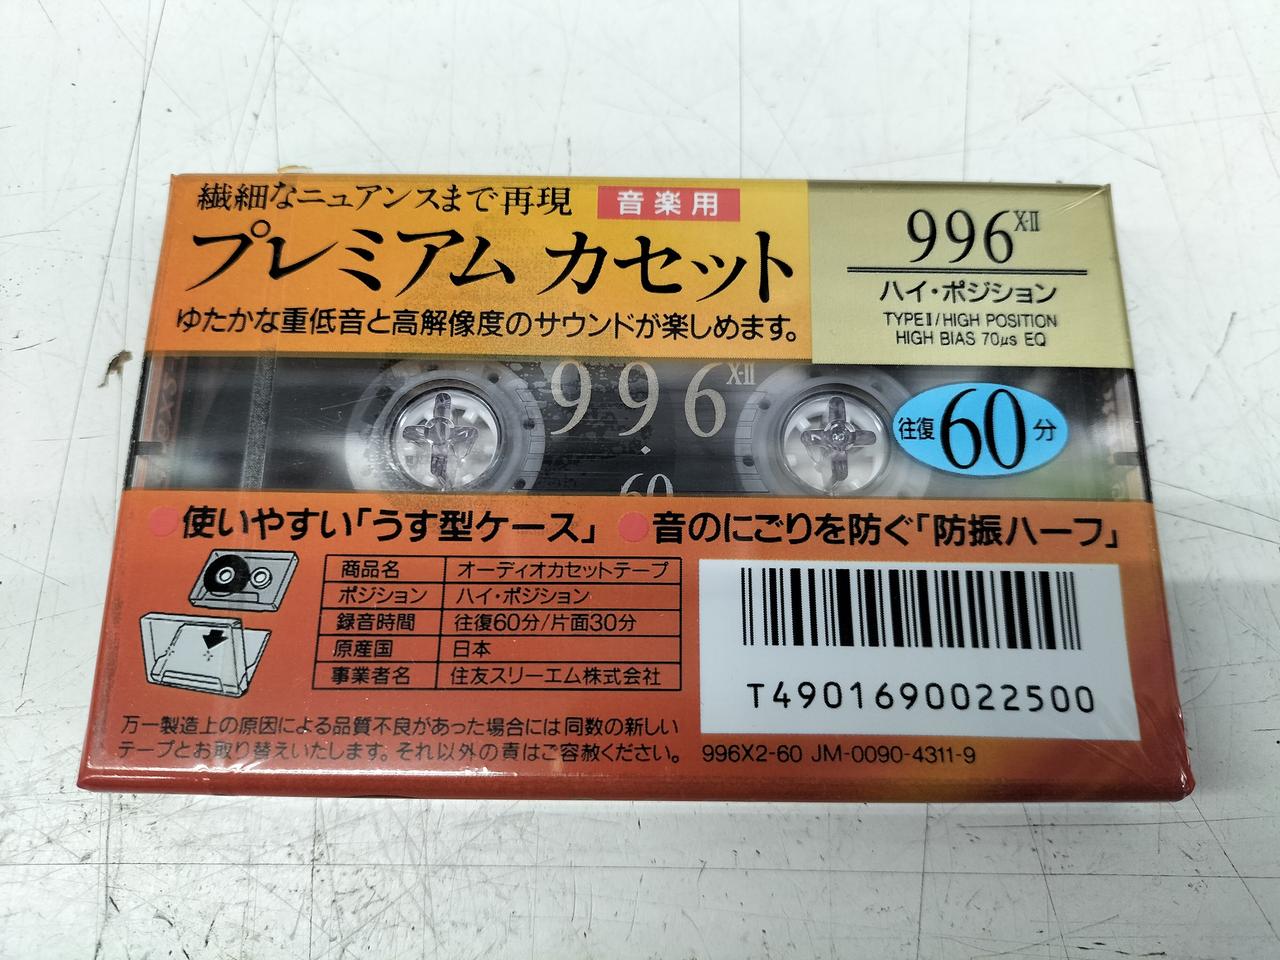 繊細なニュアンスまで再現 音楽用
プレミアム カセット
ゆたかな重低音と高解像度のサウンドが楽しめます。
996 X-II
ハイ・ポジション
TYPE II/HIGH POSITION
HIGH BIAS 70μs EQ
996 X-II
60
往復60分
●使いやすい「うす型ケース」 ●音のにごりを防ぐ「防振ハーフ」
商品名 オーディオカセットテープ
ポジション ハイ・ポジション
録音時間 往復60分/片面30分
原産国 日本
事業者名 住友スリーエム株式会社
万一製造上の原因による品質不良があった場合には同数の新しい
テープとお取り替えいたします。それ以外の責はご容赦ください。
T4901690022500
996X2-60 JM-0090-4311-9